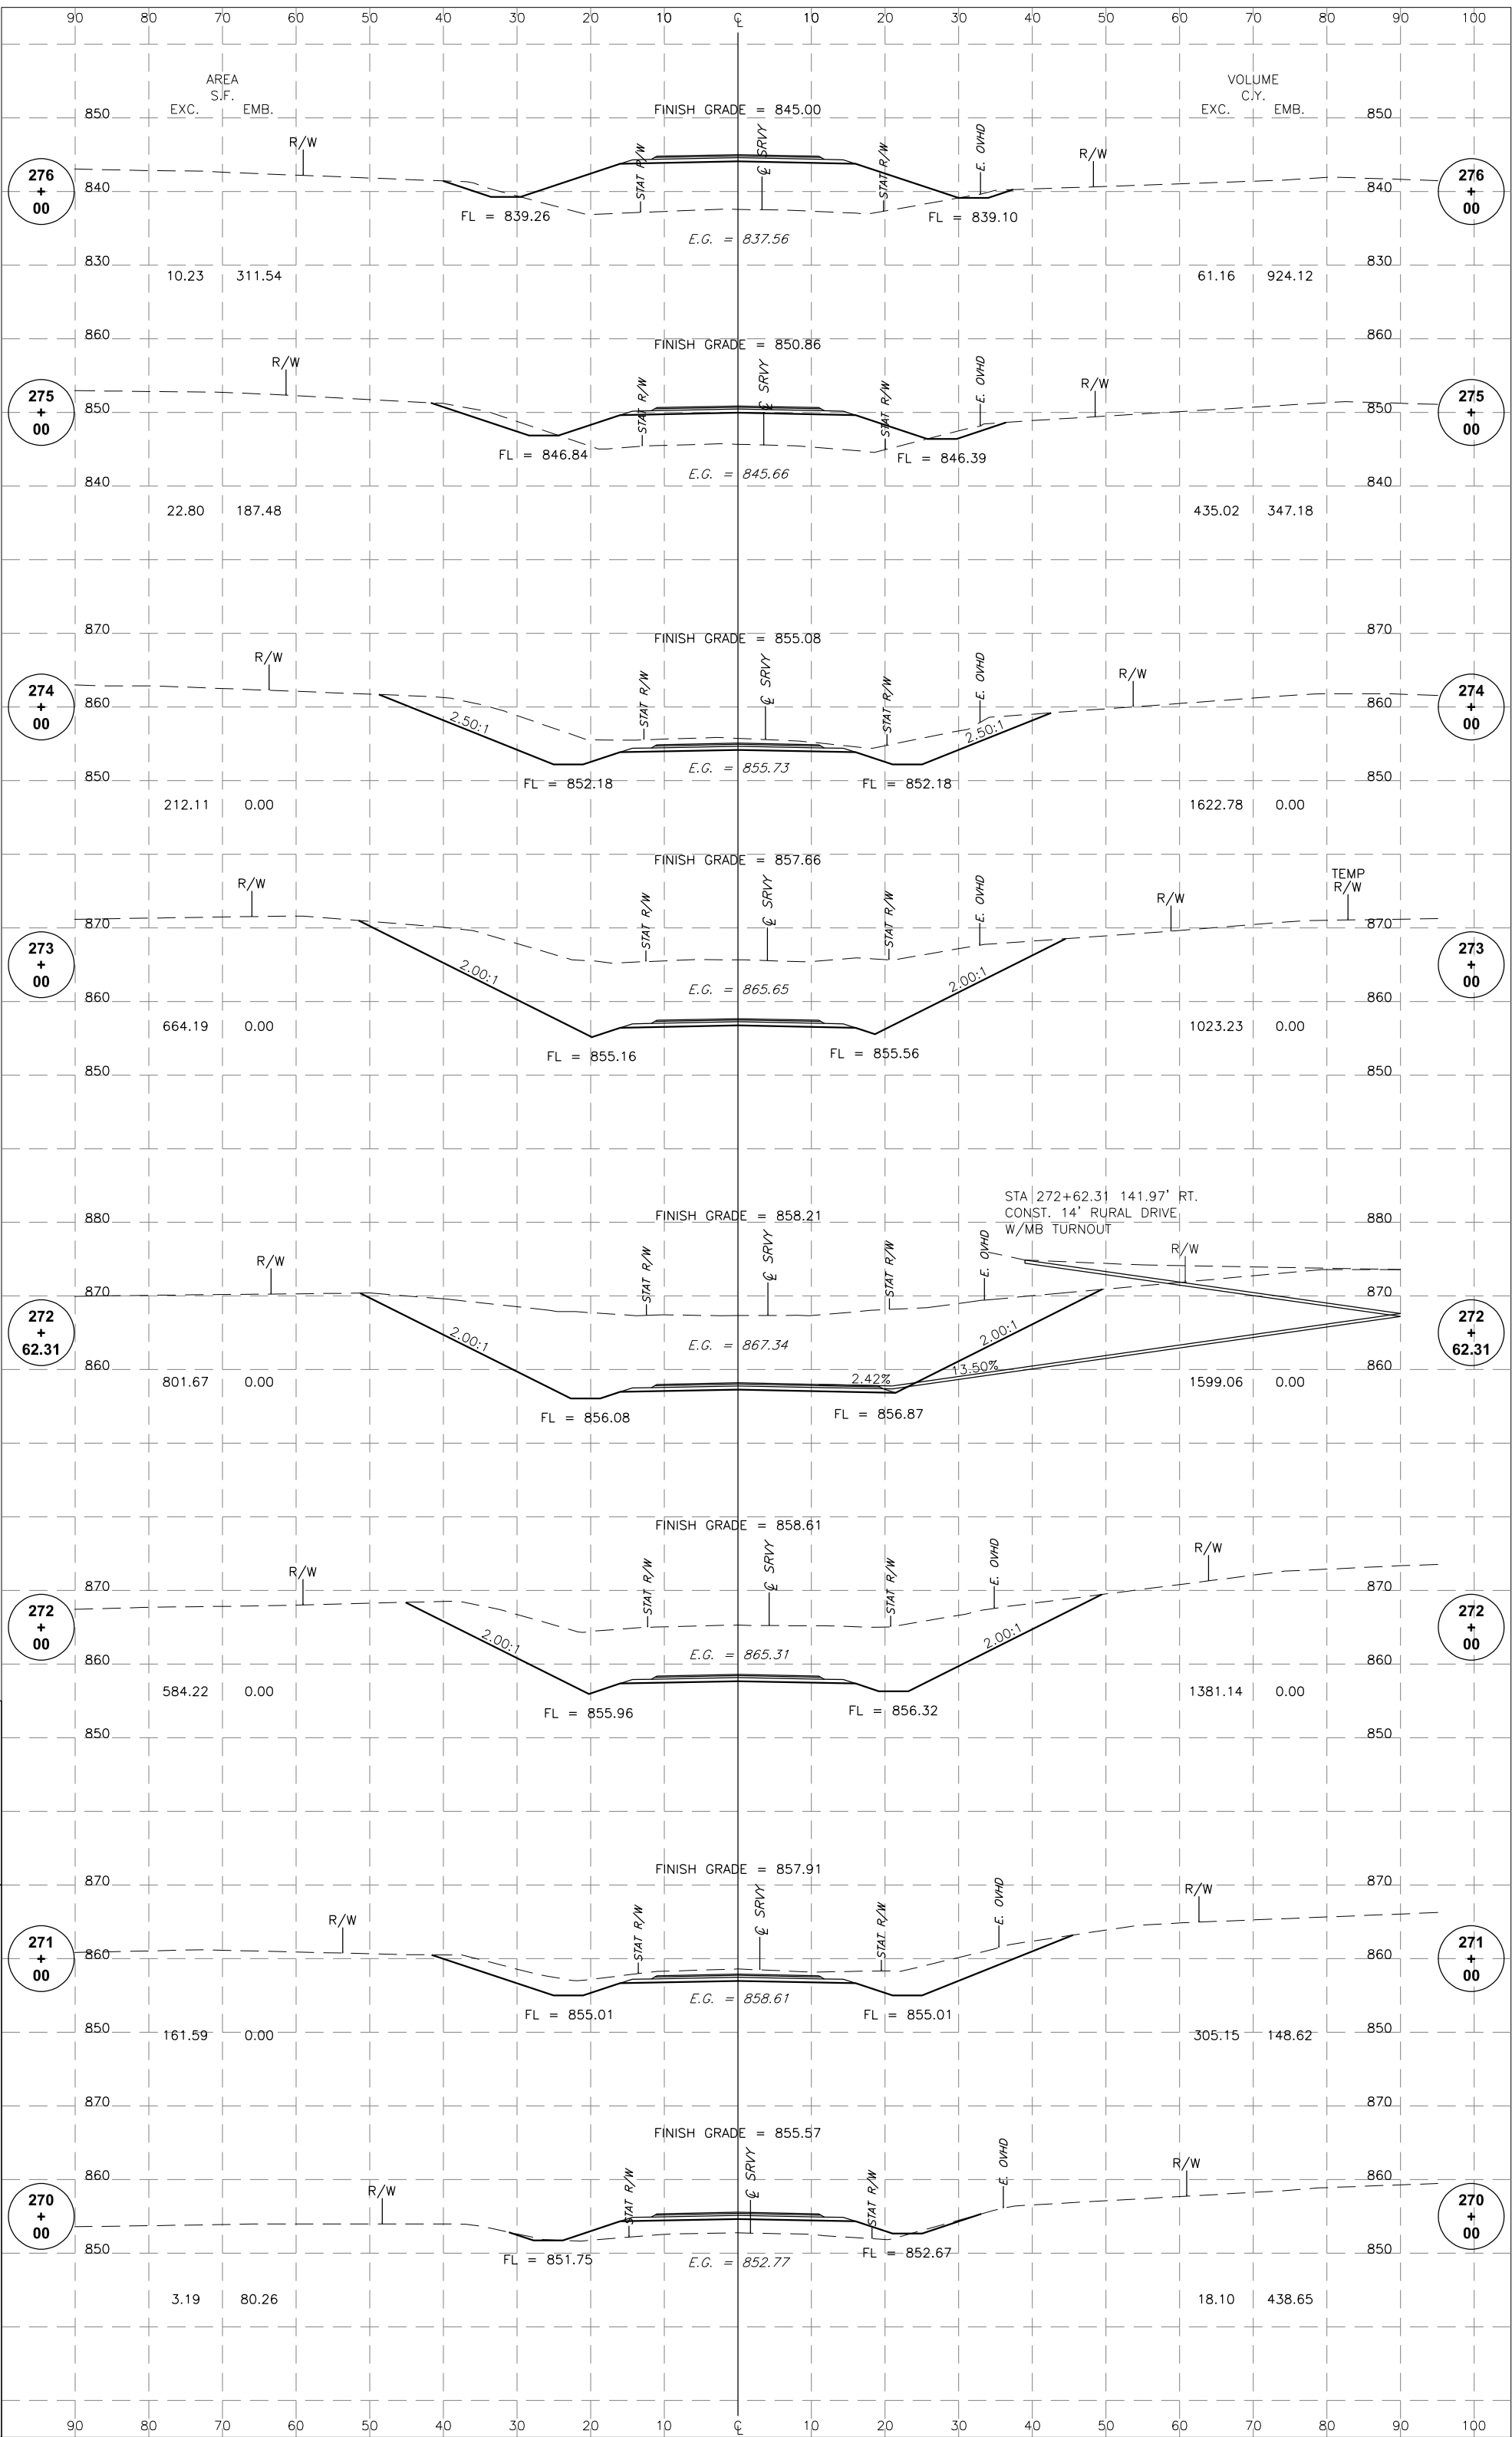 90 80 70 60 50 40 30 20 10 ℄ 10 20 30 40 50 60 70 80 90 100
AREA
S.F.
EXC. EMB.
VOLUME
C.Y.
EXC. EMB.
FINISH GRADE = 845.00
850 850
R/W STAT R/W ℄ SRVY STAT R/W E. OVHD R/W
276
+
00
276
+
00
840 840
FL = 839.26 FL = 839.10
E.G. = 837.56
830 830
10.23 311.54 61.16 924.12
860 860
FINISH GRADE = 850.86
R/W STAT R/W ℄ SRVY STAT R/W E. OVHD R/W
275
+
00
275
+
00
850 850
FL = 846.84 FL = 846.39
E.G. = 845.66
840 840
22.80 187.48 435.02 347.18
870 870
FINISH GRADE = 855.08
R/W STAT R/W ℄ SRVY STAT R/W E. OVHD R/W
274
+
00
274
+
00
860 860
2.50:1 2.50:1
E.G. = 855.73
850 850
FL = 852.18 FL = 852.18
212.11 0.00 1622.78 0.00
FINISH GRADE = 857.66
TEMP
R/W
R/W STAT R/W ℄ SRVY STAT R/W E. OVHD R/W
870 870
273
+
00
273
+
00
2.00:1 2.00:1
E.G. = 865.65
860 860
664.19 0.00 1023.23 0.00
FL = 855.16 FL = 855.56
850 850
STA 272+62.31 141.97' RT.
CONST. 14' RURAL DRIVE
W/MB TURNOUT
880 880
FINISH GRADE = 858.21
R/W STAT R/W ℄ SRVY STAT R/W E. OVHD R/W
870 870
272
+
62.31
272
+
62.31
2.00:1 2.00:1
E.G. = 867.34
860 860
2.42% 13.50%
801.67 0.00 1599.06 0.00
FL = 856.08 FL = 856.87
FINISH GRADE = 858.61
R/W STAT R/W ℄ SRVY STAT R/W E. OVHD R/W
870 870
272
+
00
272
+
00
2.00:1 2.00:1
E.G. = 865.31
860 860
584.22 0.00 1381.14 0.00
FL = 855.96 FL = 856.32
850 850
FINISH GRADE = 857.91
870 870
R/W STAT R/W ℄ SRVY STAT R/W E. OVHD R/W
271
+
00
271
+
00
860 860
E.G. = 858.61
FL = 855.01 FL = 855.01
850 850
161.59 0.00 305.15 148.62
870 870
FINISH GRADE = 855.57
R/W STAT R/W ℄ SRVY STAT R/W E. OVHD R/W
860 860
270
+
00
270
+
00
850 850
FL = 851.75 FL = 852.67
E.G. = 852.77
3.19 80.26 18.10 438.65
90 80 70 60 50 40 30 20 10 ℄ 10 20 30 40 50 60 70 80 90 100